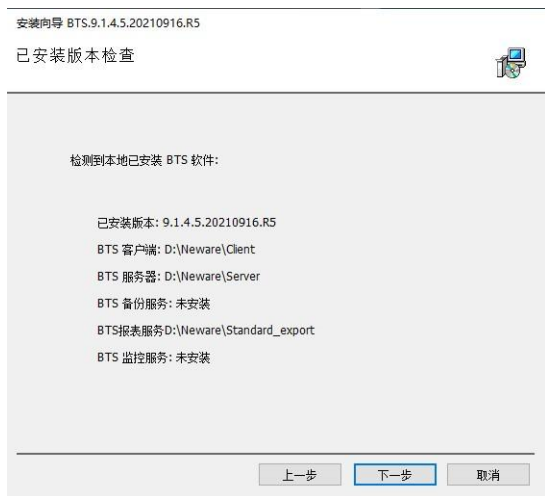 安装向导 BTS.9.1.4.5.20210916.R5
已安装版本检查
检测到本地已安装 BTS 软件:
已安装版本: 9.1.4.5.20210916.R5
BTS 客户端: D:\Neware\Client
BTS 服务器: D:\Neware\Server
BTS 备份服务: 未安装
BTS报表服务D:\Neware\Standard_export
BTS 监控服务: 未安装
上一步 下一步 取消